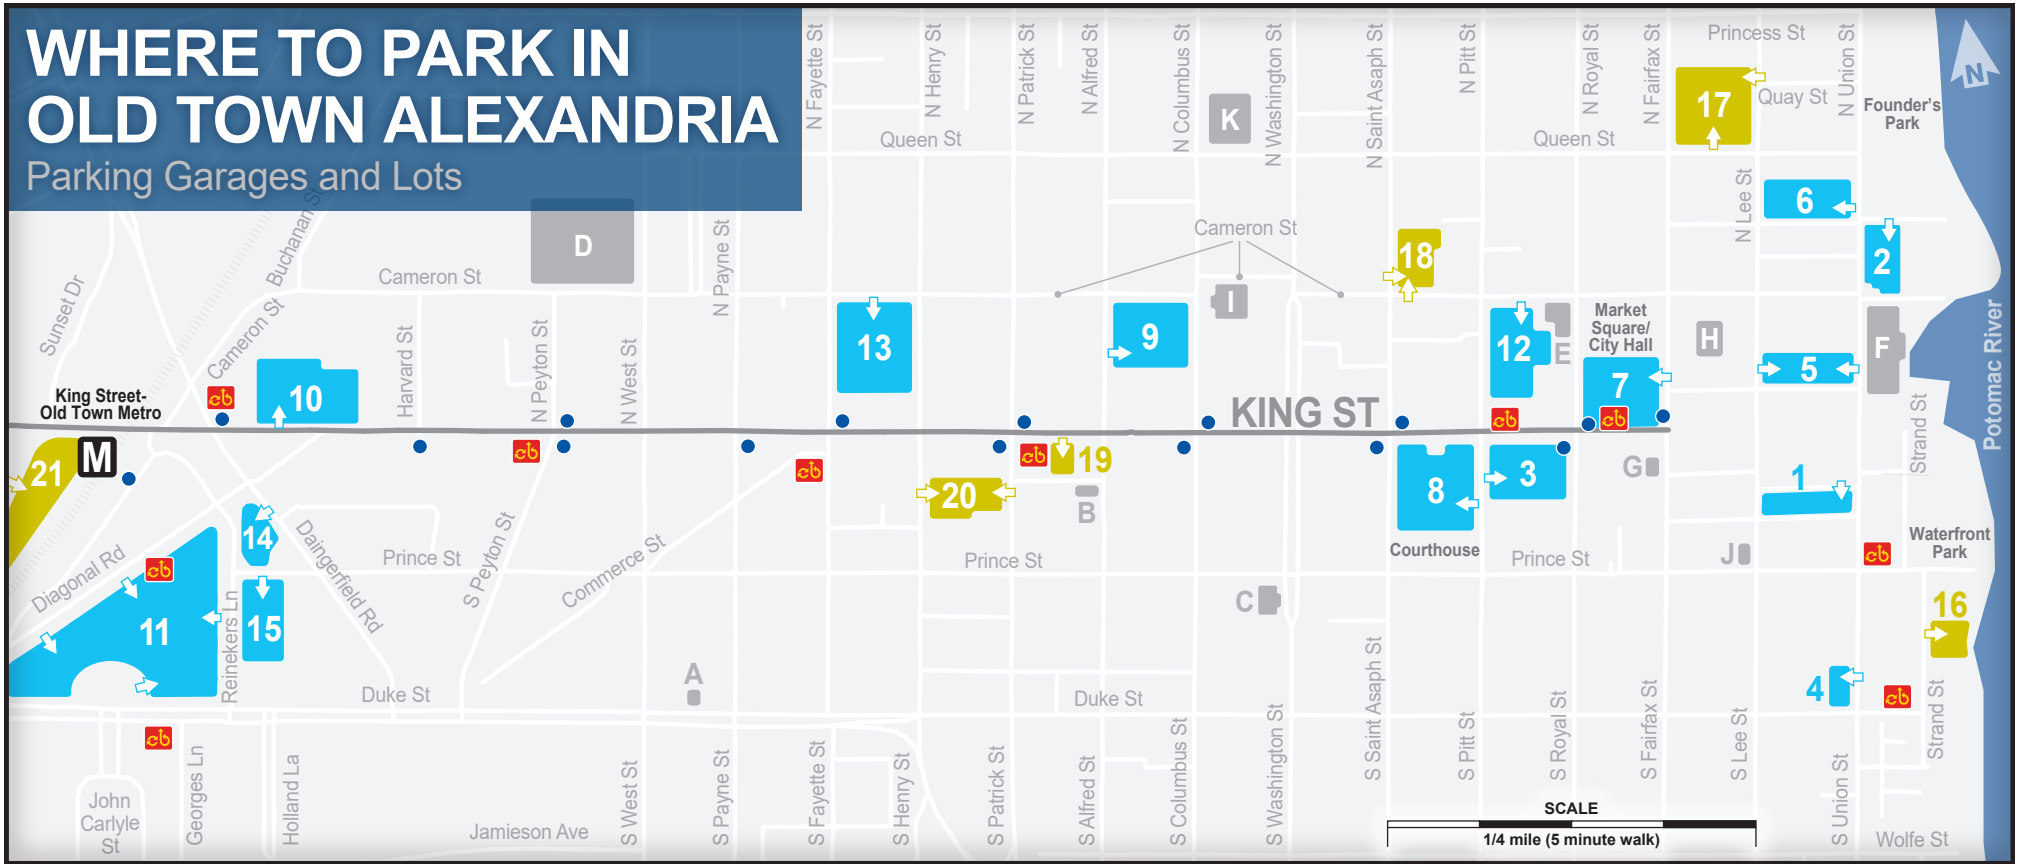 WHERE TO PARK IN
OLD TOWN ALEXANDRIA
Parking Garages and Lots
N Fayette St
N Henry St
N Patrick St
N Alfred St
N Columbus St
N Washington St
N Saint Asaph St
N Pitt St
N Royal St
N Fairfax St
Princess St
N Union St
N
K
17
Quay St
Founder's
Park
Queen St
Queen St
Buchanan St
N Lee St
6
D
N Payne St
Cameron St
18
2
Sunset Dr
Cameron St
Cameron St
Harvard St
N Peyton St
N West St
13
9
I
12
E
Market
Square/
City Hall
7
H
5
F
Potomac River
King Street-
Old Town Metro
10
KING ST
Strand St
21
M
19
20
B
8
3
G
1
14
Diagonal Rd
Daingerfield Rd
Prince St
S Peyton St
Commerce St
Prince St
Courthouse
Prince St
J
Waterfront
Park
11
Reinekers Ln
15
C
16
A
Duke St
Duke St
S Saint Asaph St
4
S Pitt St
S Royal St
S Fairfax St
S Lee St
Strand St
Georges Ln
Holland La
S West St
S Payne St
S Fayette St
S Henry St
S Patrick St
S Alfred St
S Columbus St
S Washington St
S Union St
John
Carlyle
St
Jamieson Ave
SCALE
1/4 mile (5 minute walk)
Wolfe St